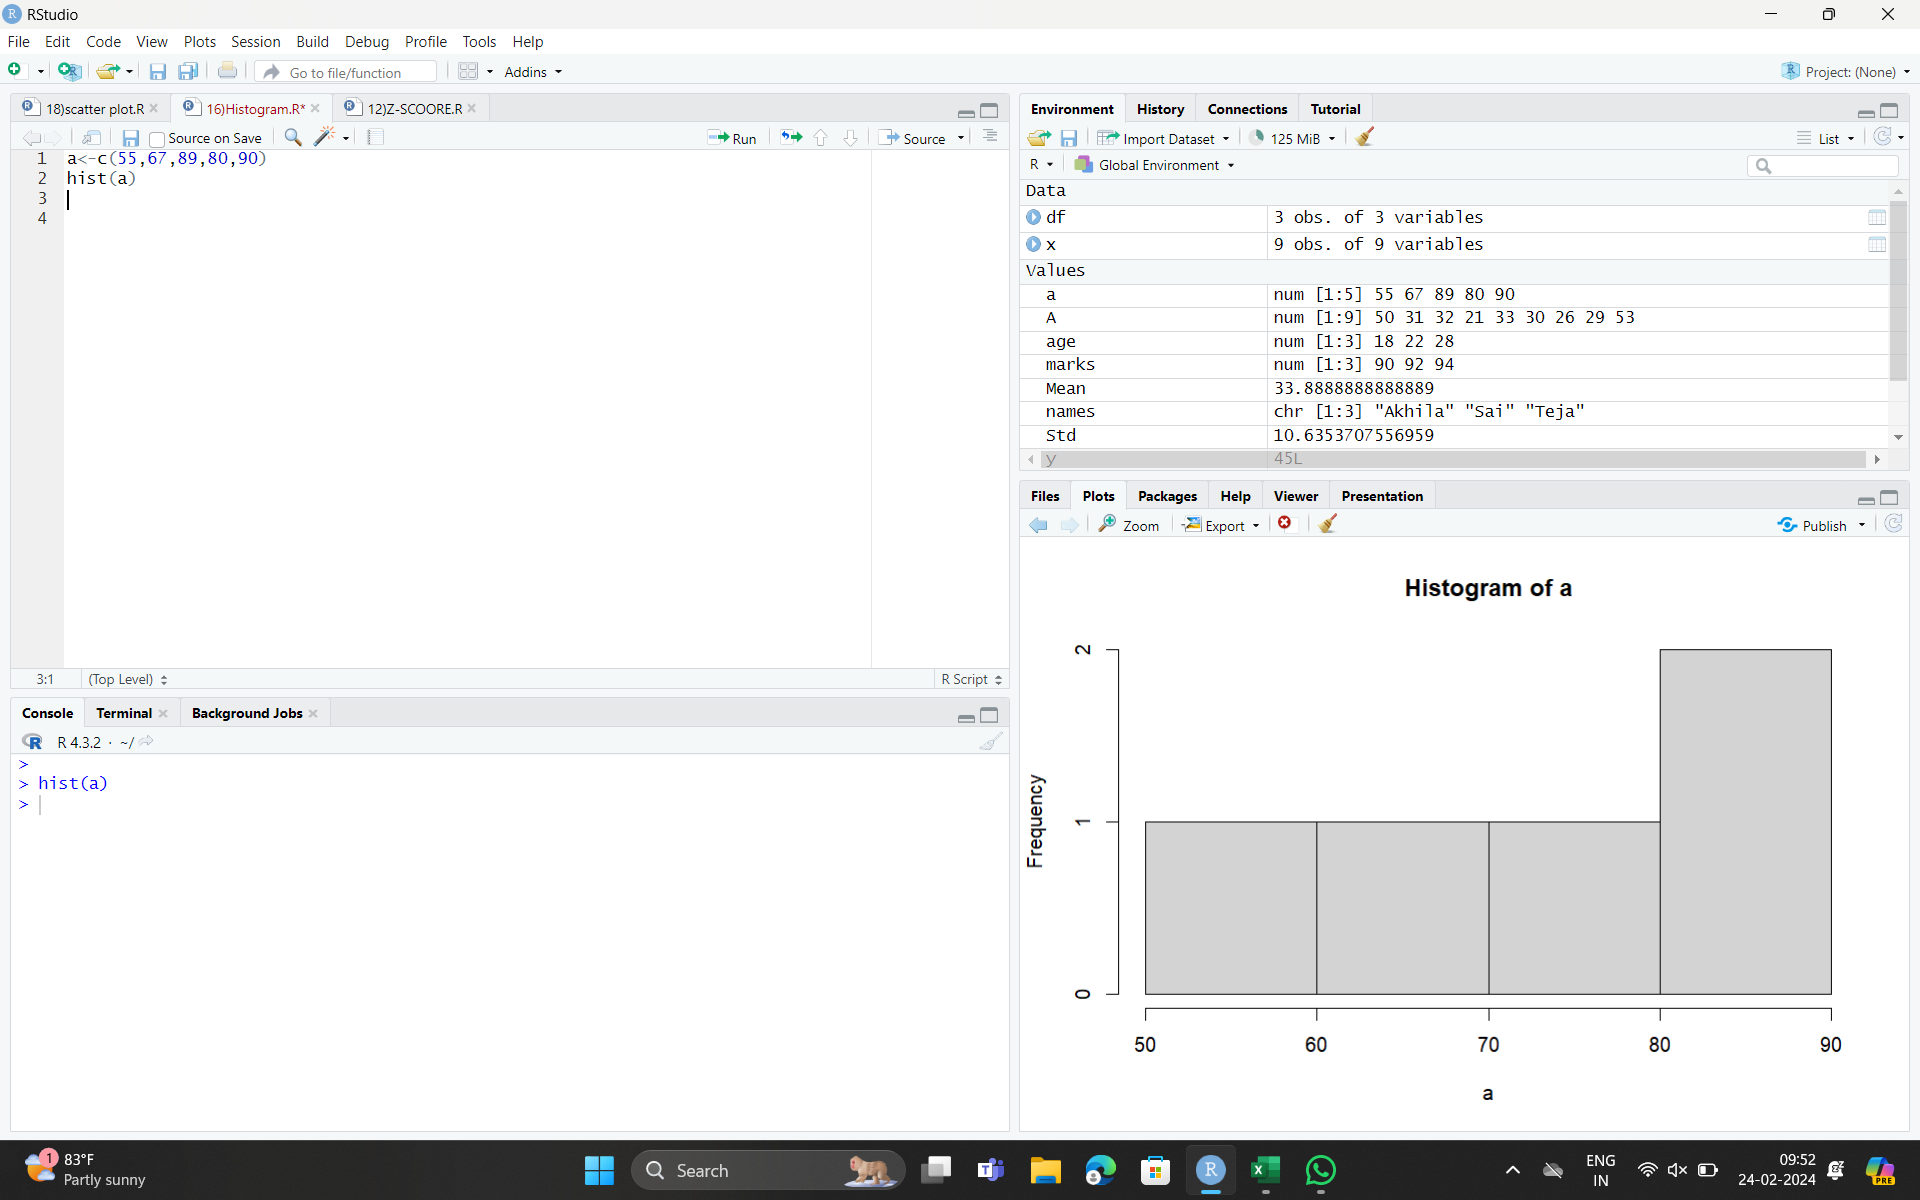 RStudio
File Edit Code View Plots Session Build Debug Profile Tools Help
Go to file/function Addins Project: (None)
18)scatter plot.R 16)Histogram.R* 12)Z-SCOORE.R
Source on Save Run Source
1 a<-c(55,67,89,80,90)
2 hist(a)
3
4
3:1 (Top Level) R Script
Console Terminal Background Jobs
R 4.3.2 · ~/
>
> hist(a)
>
Environment History Connections Tutorial
Import Dataset 125 MiB List
R Global Environment
Data
df 3 obs. of 3 variables
x 9 obs. of 9 variables
Values
a num [1:5] 55 67 89 80 90
A num [1:9] 50 31 32 21 33 30 26 29 53
age num [1:3] 18 22 28
marks num [1:3] 90 92 94
Mean 33.8888888888889
names chr [1:3] "Akhila" "Sai" "Teja"
Std 10.6353707556959
y 45L
Files Plots Packages Help Viewer Presentation
Zoom Export Publish
Histogram of a
Frequency
2
1
0
50 60 70 80 90
a
1 83°F
Partly sunny
Search
ENG
IN
09:52
24-02-2024
PRE